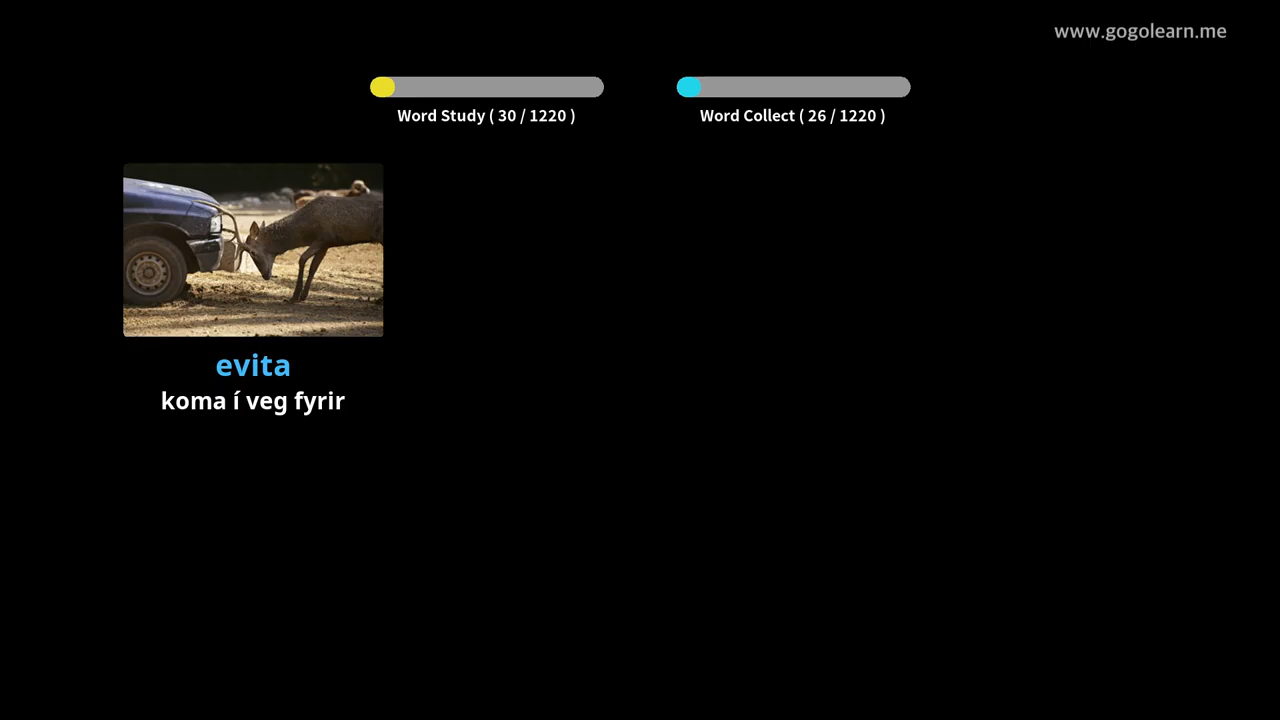 www.gogolearn.me
Word Study ( 30 / 1220 )
Word Collect ( 26 / 1220 )
evita
koma í veg fyrir